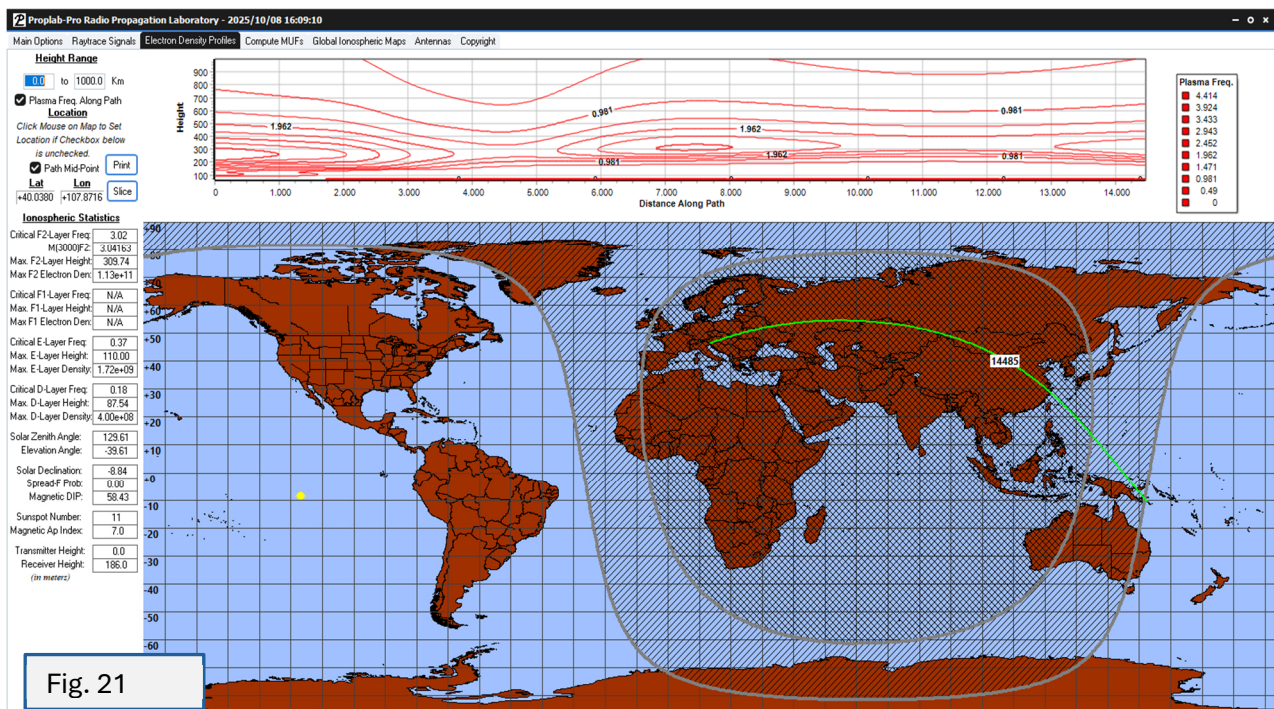 Proplab-Pro Radio Propagation Laboratory - 2025/10/08 16:09:10
Main Options Raytrace Signals Electron Density Profiles Compute MUFs Global Ionospheric Maps Antennas Copyright
Height Range
0.0 to 1000.0 Km
Plasma Freq. Along Path
Location
Click Mouse on Map to Set
Location if Checkbox below
is unchecked.
Path Mid-Point
Print
Lat Lon
+40.0380 +107.8716
Slice
Ionospheric Statistics
Critical F2-Layer Freq: 3.02
M(3000)F2: 3.04163
Max. F2-Layer Height: 309.74
Max F2 Electron Den: 1.13e+11
Critical F1-Layer Freq: N/A
Max. F1-Layer Height: N/A
Max F1 Electron Den: N/A
Critical E-Layer Freq: 0.37
Max. E-Layer Height: 110.00
Max. E-Layer Density: 1.72e+09
Critical D-Layer Freq: 0.18
Max. D-Layer Height: 87.54
Max. D-Layer Density: 4.00e+08
Solar Zenith Angle: 129.61
Elevation Angle: -39.61
Solar Declination: -8.84
Spread-F Prob: 0.00
Magnetic DIP: 58.43
Sunspot Number: 11
Magnetic Ap Index: 7.0
Transmitter Height: 0.0
Receiver Height: 186.0
(in meters)
Height
900
800
700
600
500
400
300
200
100
1.962
0.981
0.981
1.962
1.962
0.981
0.981
0 1.000 2.000 3.000 4.000 5.000 6.000 7.000 8.000 9.000 10.000 11.000 12.000 13.000 14.000
Distance Along Path
Plasma Freq.
4.414
3.924
3.433
2.943
2.452
1.962
1.471
0.981
0.49
0
+90
+60
+50
+40
+30
+20
+10
+0
-10
-20
-30
-40
-50
-60
14485
Fig. 21